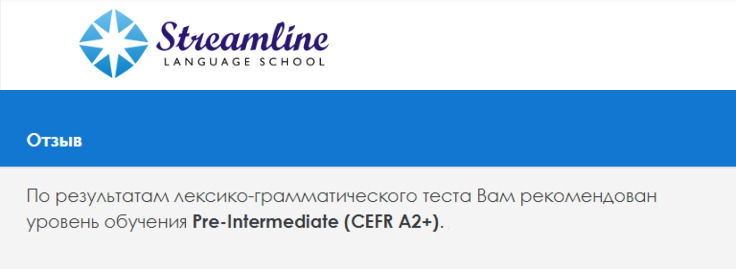 Streamline
LANGUAGE SCHOOL
Отзыв
По результатам лексико-грамматического теста Вам рекомендован
уровень обучения Pre-Intermediate (CEFR A2+).